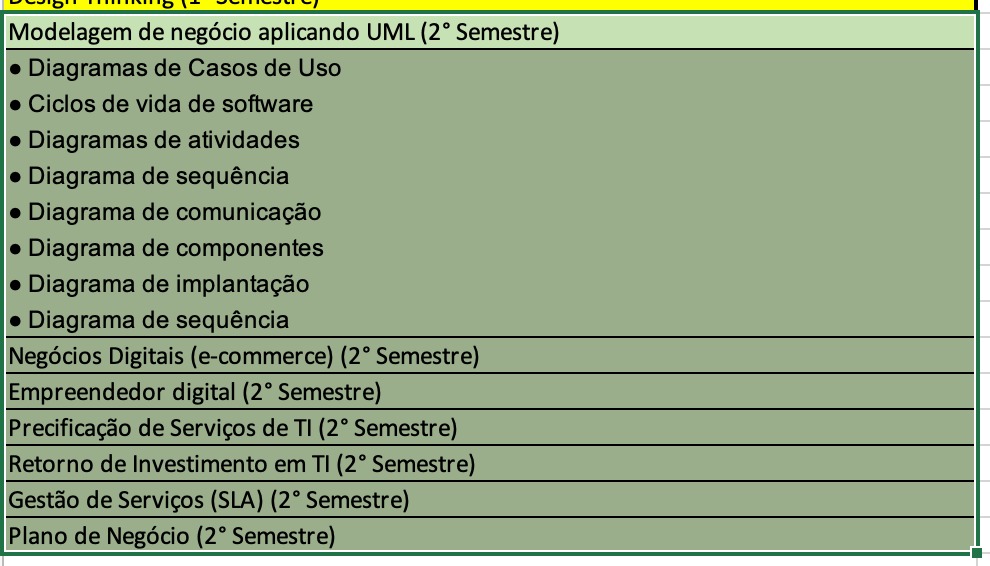 Design Thinking (1° Semestre)
Modelagem de negócio aplicando UML (2° Semestre)
● Diagramas de Casos de Uso
● Ciclos de vida de software
● Diagramas de atividades
● Diagrama de sequência
● Diagrama de comunicação
● Diagrama de componentes
● Diagrama de implantação
● Diagrama de sequência
Negócios Digitais (e-commerce) (2° Semestre)
Empreendedor digital (2° Semestre)
Precificação de Serviços de TI (2° Semestre)
Retorno de Investimento em TI (2° Semestre)
Gestão de Serviços (SLA) (2° Semestre)
Plano de Negócio (2° Semestre)